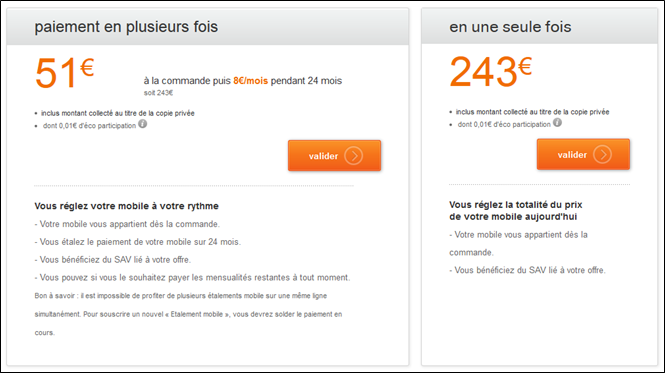 paiement en plusieurs fois
51€
à la commande puis 8€/mois pendant 24 mois
soit 243€
• inclus montant collecté au titre de la copie privée
• dont 0,01€ d'éco participation i
valider
Vous réglez votre mobile à votre rythme
- Votre mobile vous appartient dès la commande.
- Vous étalez le paiement de votre mobile sur 24 mois.
- Vous bénéficiez du SAV lié à votre offre.
- Vous pouvez si vous le souhaitez payer les mensualités restantes à tout moment.
Bon à savoir : il est impossible de profiter de plusieurs étalements mobile sur une même ligne
simultanément. Pour souscrire un nouvel « Etalement mobile », vous devrez solder le paiement en
cours.
en une seule fois
243€
• inclus montant collecté au titre de la copie privée
• dont 0,01€ d'éco participation i
valider
Vous réglez la totalité du prix
de votre mobile aujourd'hui
- Votre mobile vous appartient dès la
commande.
- Vous bénéficiez du SAV lié à votre offre.